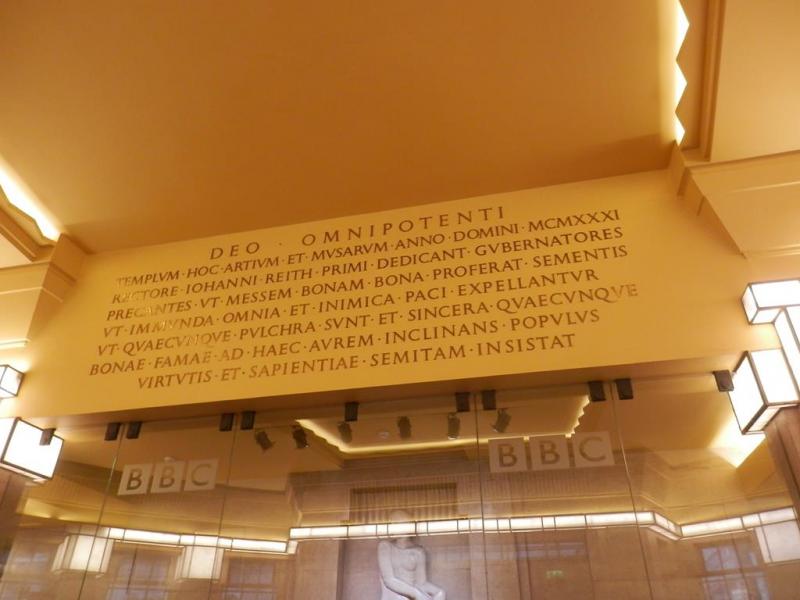 DEO · OMNIPOTENTI
TEMPLVM · HOC · ARTIVM · ET · MVSARVM · ANNO · DOMINI · MCMXXXI
RECTORE · IOHANNI · REITH · PRIMI · DEDICANT · GVBERNATORES
PRECANTES · VT · MESSEM · BONAM · BONA · PROFERAT · SEMENTIS
VT · IMMVNDA · OMNIA · ET · INIMICA · PACI · EXPELLANTVR
VT · QVAECVNQVE · PVLCHRA · SVNT · ET · SINCERA · QVAECVNQVE
BONAE · FAMAE · AD · HAEC · AVREM · INCLINANS · POPVLVS
VIRTVTIS · ET · SAPIENTIAE · SEMITAM · INSISTAT
BBC
BBC